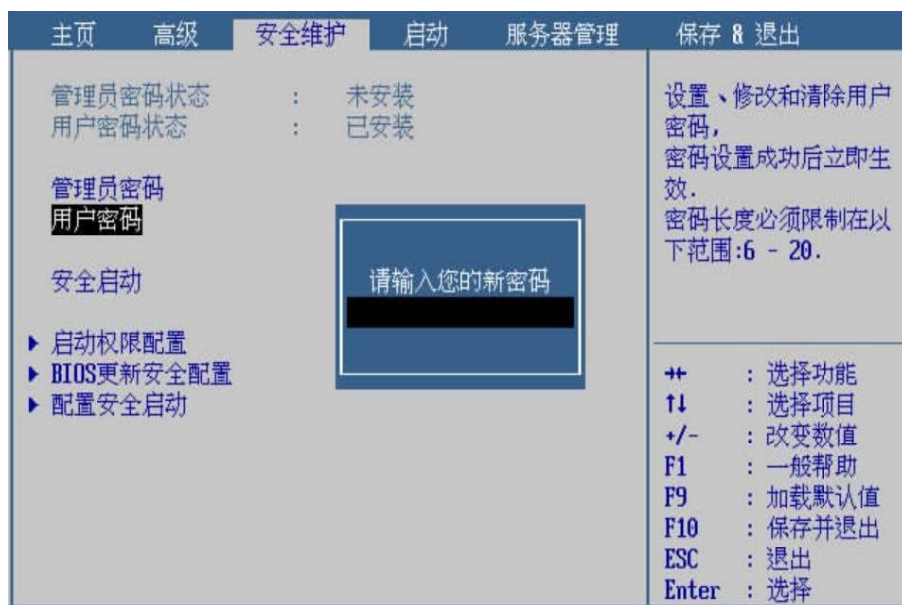 主页 高级 安全维护 启动 服务器管理 保存 & 退出
管理员密码状态 : 未安装
用户密码状态 : 已安装
管理员密码
用户密码
安全启动
启动权限配置
BIOS更新安全配置
配置安全启动
请输入您的新密码
设置、修改和清除用户
密码,
密码设置成功后立即生
效.
密码长度必须限制在以
下范围:6 - 20.
→← : 选择功能
↑↓ : 选择项目
+/- : 改变数值
F1 : 一般帮助
F9 : 加载默认值
F10 : 保存并退出
ESC : 退出
Enter : 选择